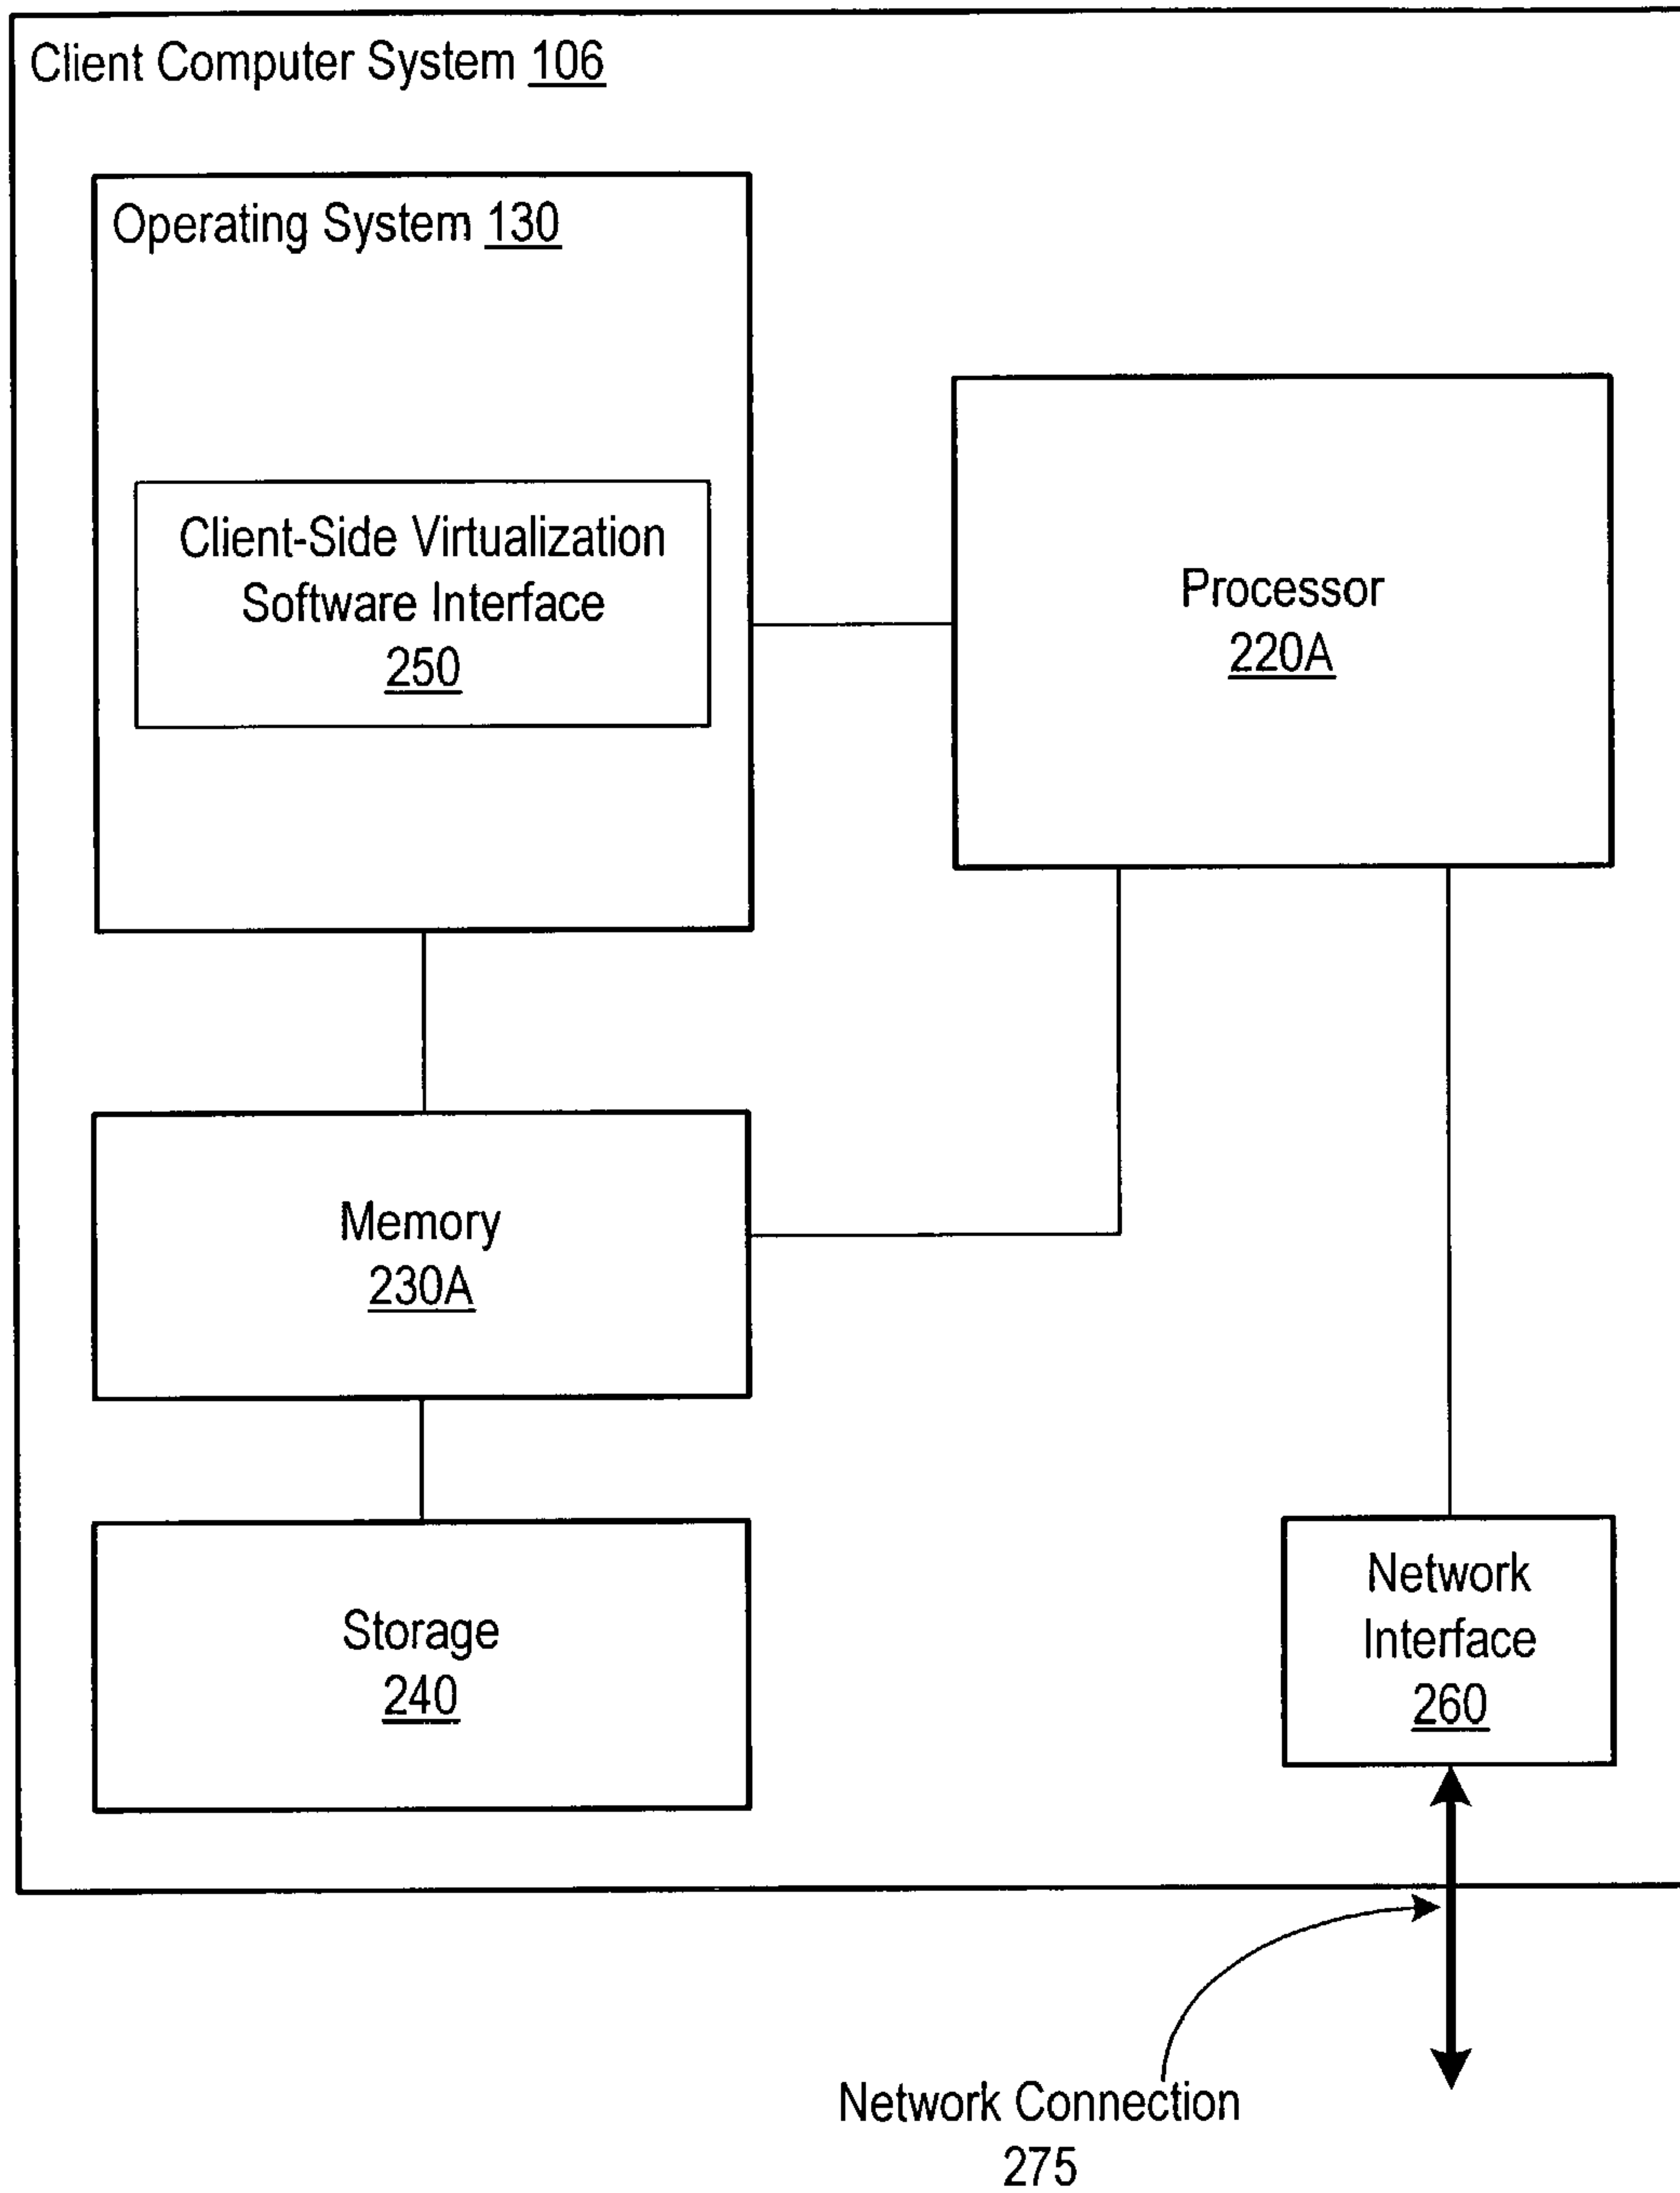 Client Computer System 106
Operating System 130
Client-Side Virtualization
Software Interface
250
Processor
220A
Memory
230A
Storage
240
Network
Interface
260
Network Connection
275